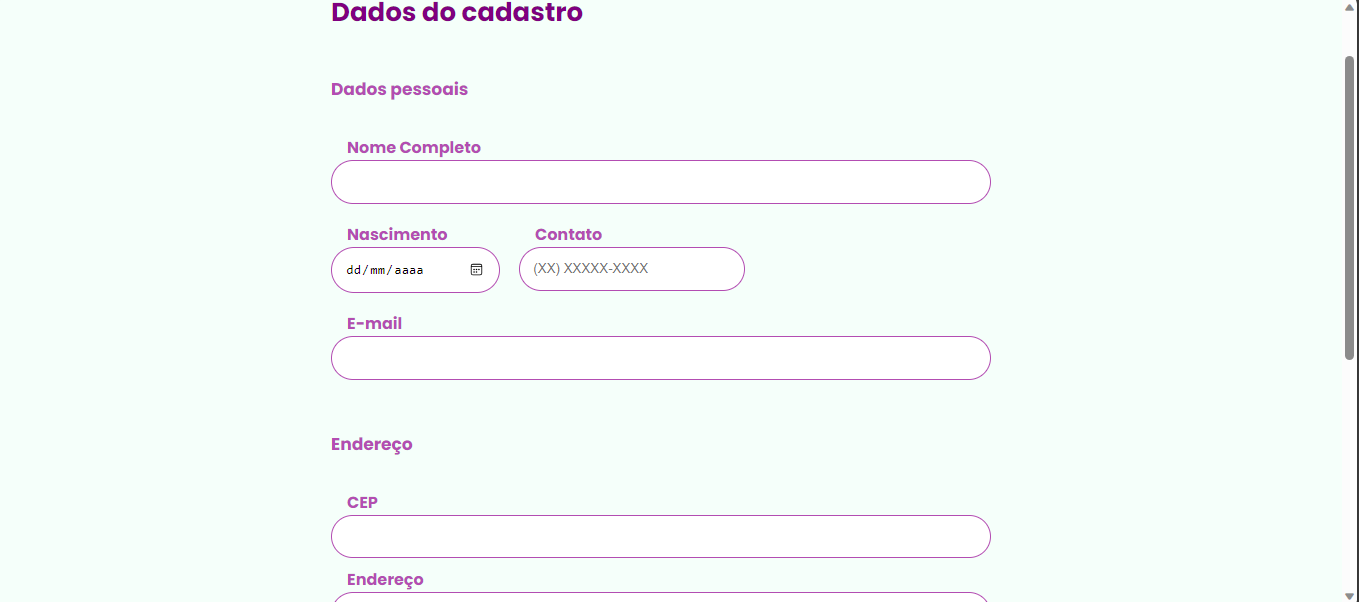 Dados do cadastro
Dados pessoais
Nome Completo
Nascimento Contato
dd/mm/aaaa (XX) XXXXX-XXXX
E-mail
Endereço
CEP
Endereço